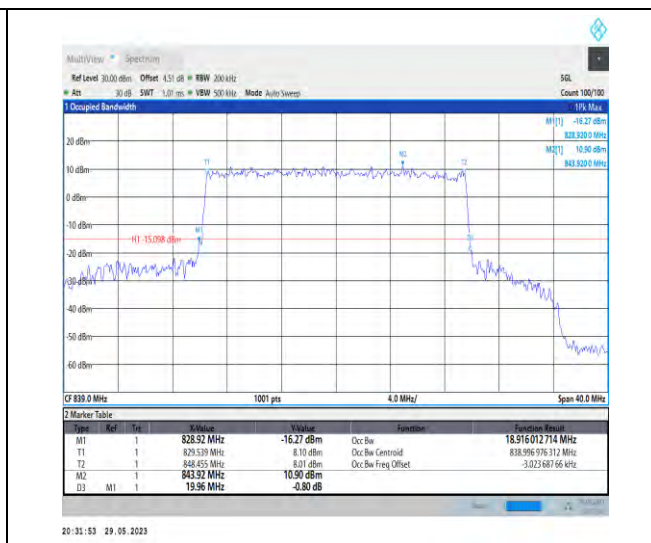 MultiView Spectrum
Ref Level 30.00 dBm Offset 4.51 dB RBW 200 kHz SGL
Att 30 dB SWT 1.01 ms VBW 500 kHz Mode Auto Sweep Count 100/100
1 Occupied Bandwidth 1Pk Max
M1[1] -16.27 dBm
828.9200 MHz
M2[1] 10.90 dBm
843.9200 MHz
20 dBm
T1 M2 T2
10 dBm
0 dBm
-10 dBm
M1
H1 -15.098 dBm
-20 dBm
-30 dBm
-40 dBm
-50 dBm
-60 dBm
CF 839.0 MHz 1001 pts 4.0 MHz/ Span 40.0 MHz
2 Marker Table
Type Ref Trc X-Value Y-Value Function Function Result
M1 1 828.92 MHz -16.27 dBm Occ Bw 18.916 012 714 MHz
T1 1 829.539 MHz 8.10 dBm Occ Bw Centroid 838.996 976 312 MHz
T2 1 848.455 MHz 8.01 dBm Occ Bw Freq Offset -3.023 687 66 kHz
M2 1 843.92 MHz 10.90 dBm
D3 M1 1 19.96 MHz -0.80 dB
20:31:53 29.05.2023